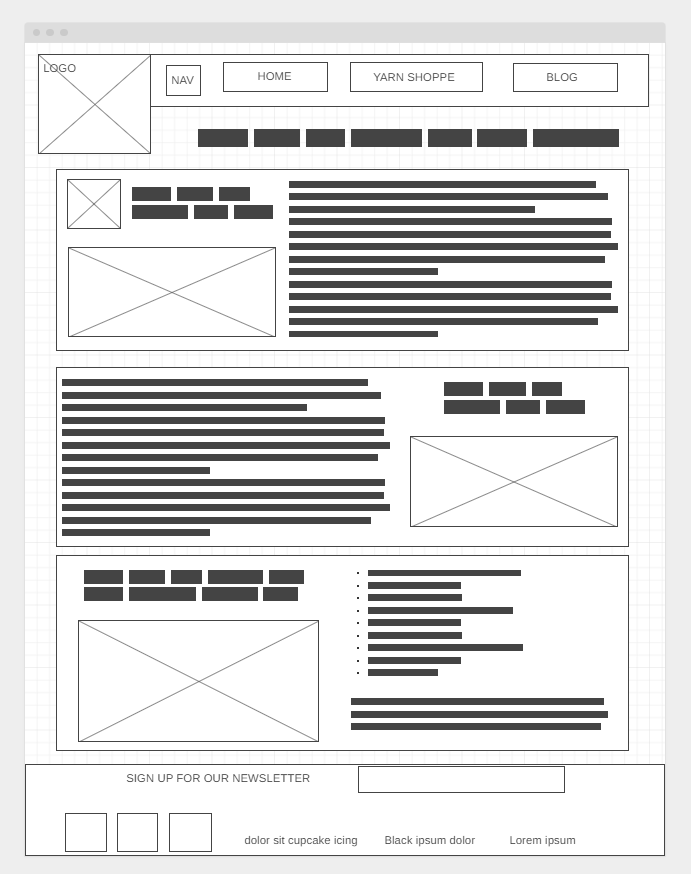 LOGO
NAV
HOME
YARN SHOPPE
BLOG
SIGN UP FOR OUR NEWSLETTER
dolor sit cupcake icing
Black ipsum dolor
Lorem ipsum